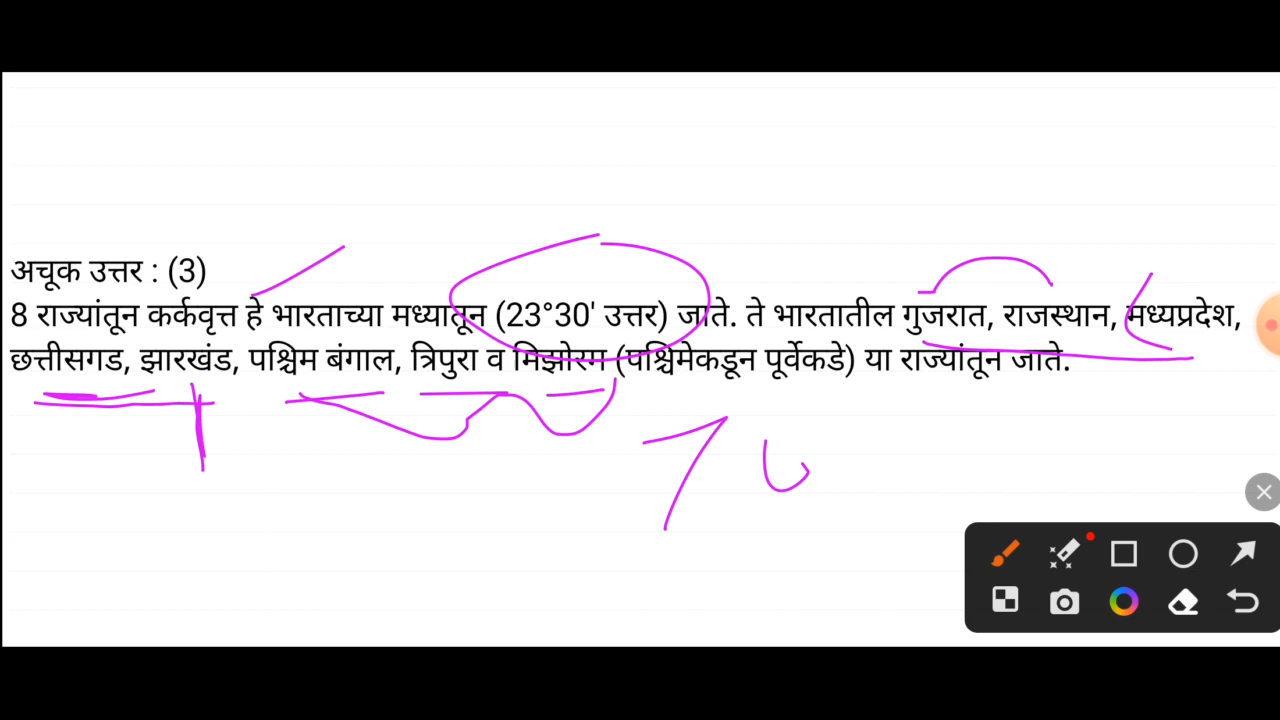 अचूक उत्तर : (3)
8 राज्यांतून कर्कवृत्त हे भारताच्या मध्यातून (23°30' उत्तर) जाते. ते भारतातील गुजरात, राजस्थान, मध्यप्रदेश,
छत्तीसगड, झारखंड, पश्चिम बंगाल, त्रिपुरा व मिझोरम (पश्चिमेकडून पूर्वेकडे) या राज्यांतून जाते.